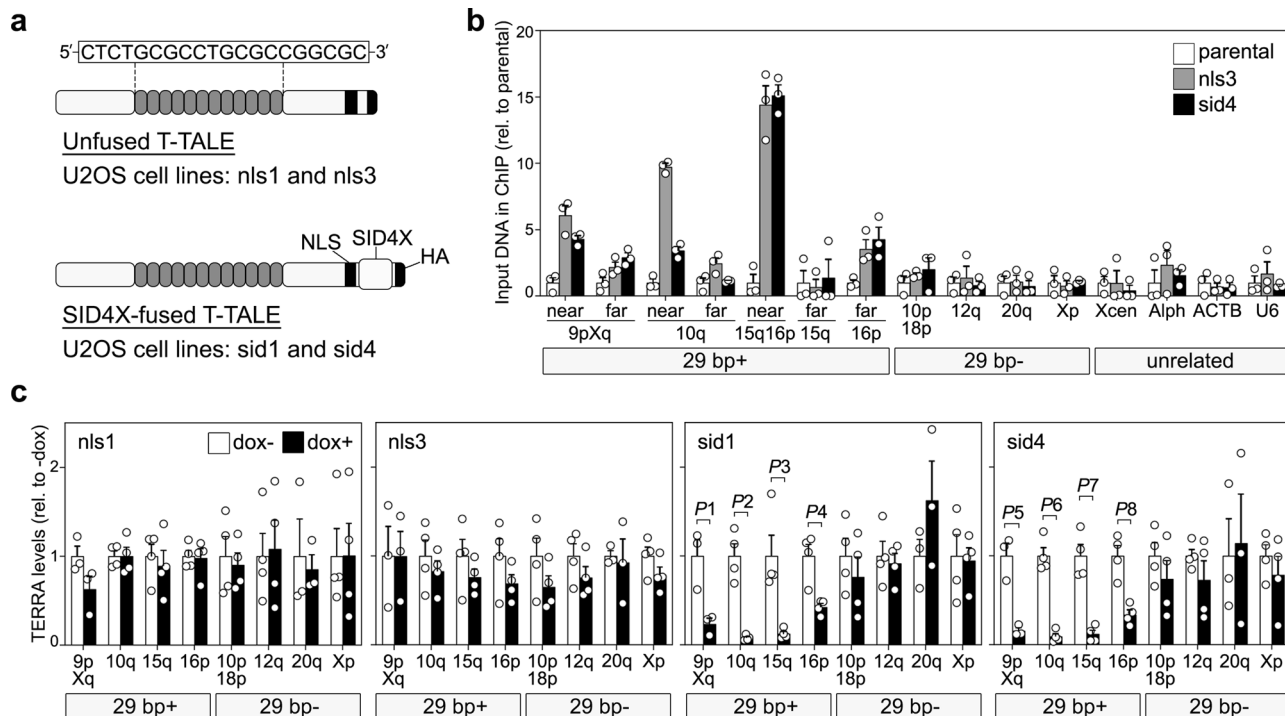 a
5′-CTCTGCGCCTGCGCCGGCGC-3′
Unfused T-TALE
U2OS cell lines: nls1 and nls3
NLS SID4X HA
SID4X-fused T-TALE
U2OS cell lines: sid1 and sid4
b
Input DNA in ChIP (rel. to parental)
20
15
10
5
0
parental
nls3
sid4
near far near far near far far 10p 12q 20q Xp Xcen Alph ACTB U6
9pXq 10q 15q16p 15q 16p 18p
29 bp+ 29 bp- unrelated
c
TERRA levels (rel. to -dox)
2
1
0
nls1 dox- dox+
9p 10q 15q 16p 10p 12q 20q Xp
Xq 18p
29 bp+ 29 bp-
nls3
9p 10q 15q 16p 10p 12q 20q Xp
Xq 18p
29 bp+ 29 bp-
sid1
P1 P2 P3 P4
9p 10q 15q 16p 10p 12q 20q Xp
Xq 18p
29 bp+ 29 bp-
sid4
P5 P6 P7 P8
9p 10q 15q 16p 10p 12q 20q Xp
Xq 18p
29 bp+ 29 bp-